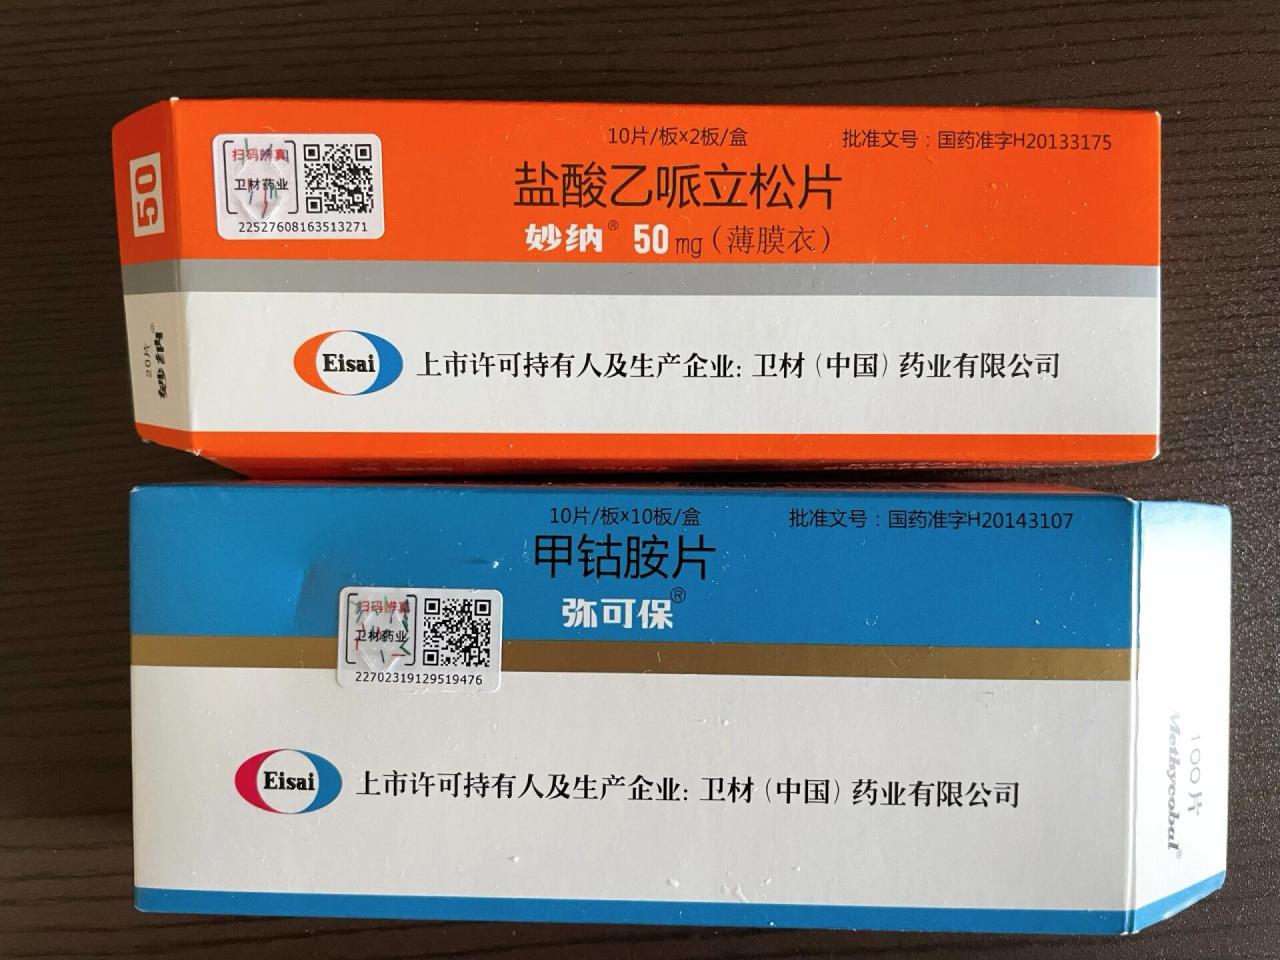 10片/板x2板/盒
批准文号：国药准字H20133175
扫码辨真
卫材药业
22527608163513271
盐酸乙哌立松片
妙纳® 50mg（薄膜衣）
50
20片
妙纳®
Eisai
上市许可持有人及生产企业: 卫材（中国）药业有限公司
10片/板x10板/盒
批准文号：国药准字H20143107
甲钴胺片
弥可保®
扫码辨真
卫材药业
22702319129519476
Eisai
上市许可持有人及生产企业: 卫材（中国）药业有限公司
100片
Methycobal®